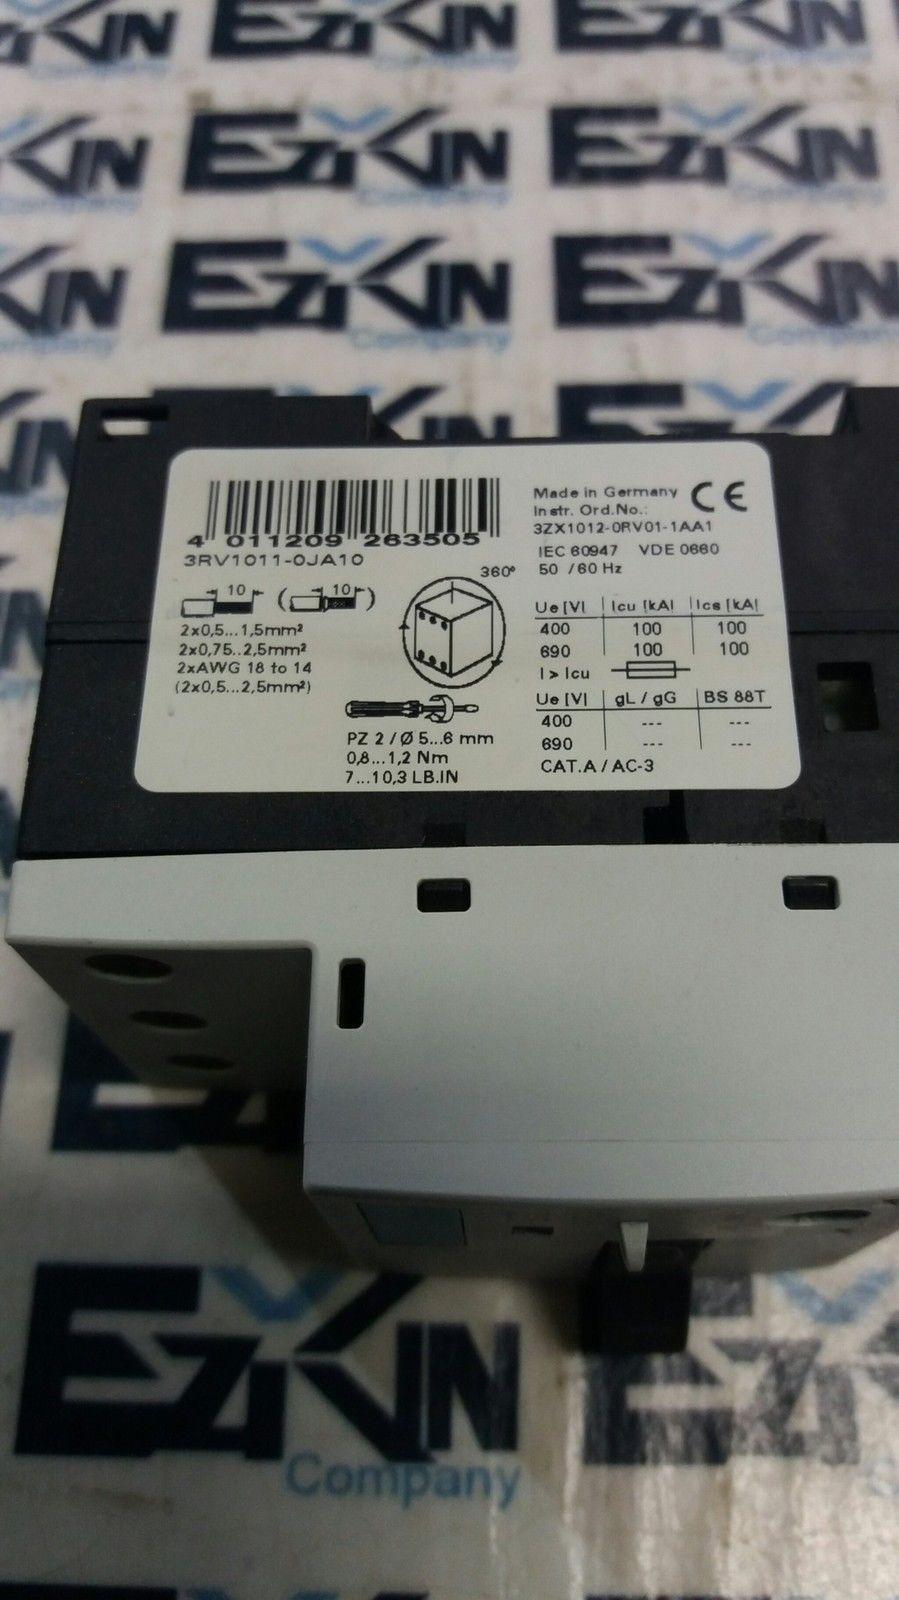 EZKIN
Company
4 011209 263505
3RV1011-0JA10
10 ( 10 )
2x0,5...1,5mm²
2x0,75..2,5mm²
2xAWG 18 to 14
(2x0,5...2,5mm²)
360°
PZ 2 / Ø 5...6 mm
0,8...1,2 Nm
7...10,3 LB.IN
Made in Germany CE
Instr. Ord.No.:
3ZX1012-0RV01-1AA1
IEC 60947 VDE 0660
50 / 60 Hz
Ue [V] Icu [kA] Ics [kA]
400 100 100
690 100 100
I > Icu
Ue [V] gL / gG BS 88T
400 --- ---
690 --- ---
CAT.A / AC-3
EZKIN
Company